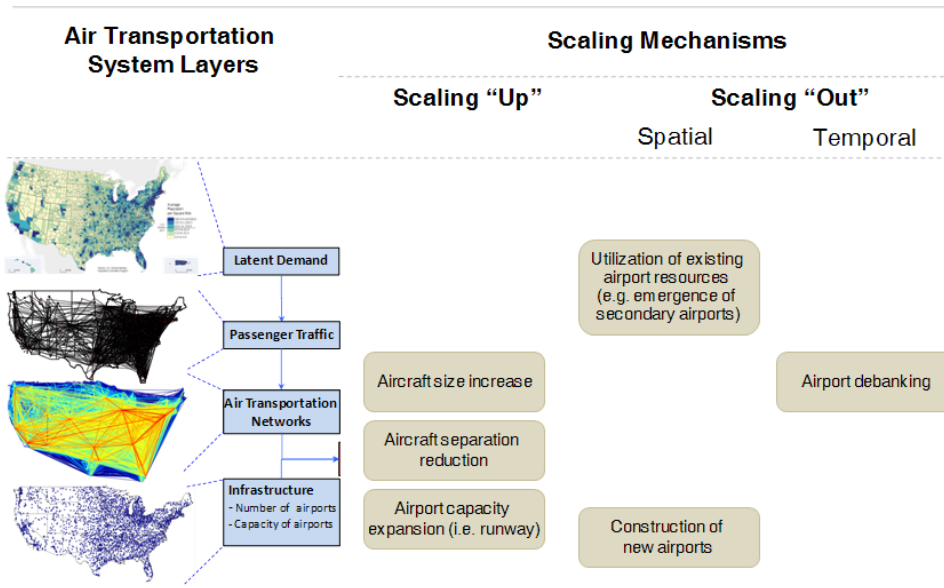 Air Transportation
System Layers
Scaling Mechanisms
Scaling “Up”
Scaling “Out”
Spatial
Temporal
Latent Demand
Utilization of existing
airport resources
(e.g. emergence of
secondary airports)
Passenger Traffic
Aircraft size increase
Airport debanking
Air Transportation
Networks
Aircraft separation
reduction
Infrastructure
- Number of airports
- Capacity of airports
Airport capacity
expansion (i.e. runway)
Construction of
new airports